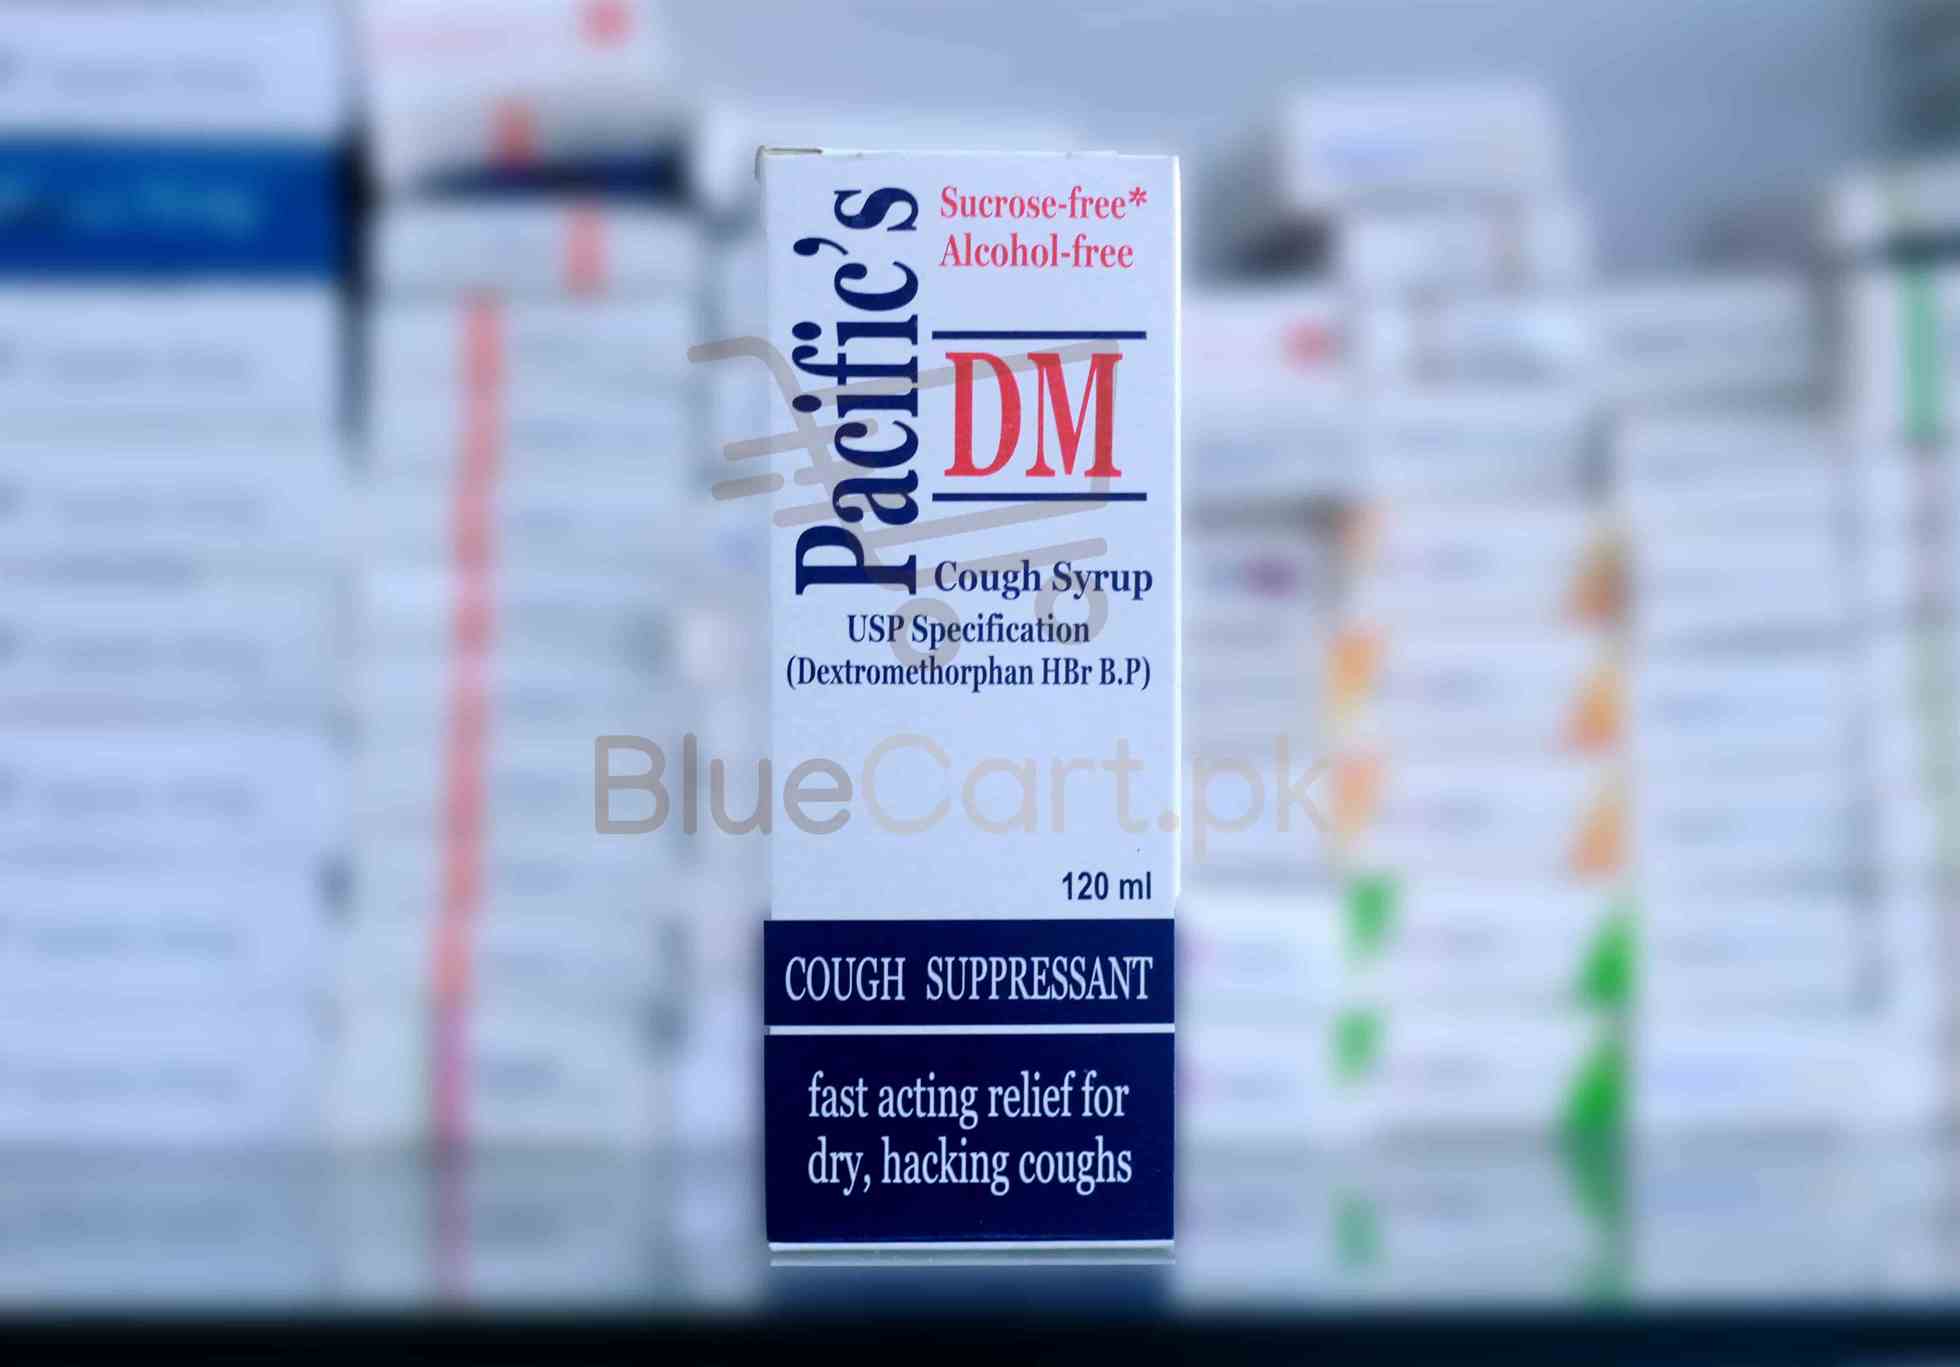 Pacific's
Sucrose-free*
Alcohol-free
DM
Cough Syrup
USP Specification
(Dextromethorphan HBr B.P)
BlueCart.pk
120 ml
COUGH SUPPRESSANT
fast acting relief for
dry, hacking coughs